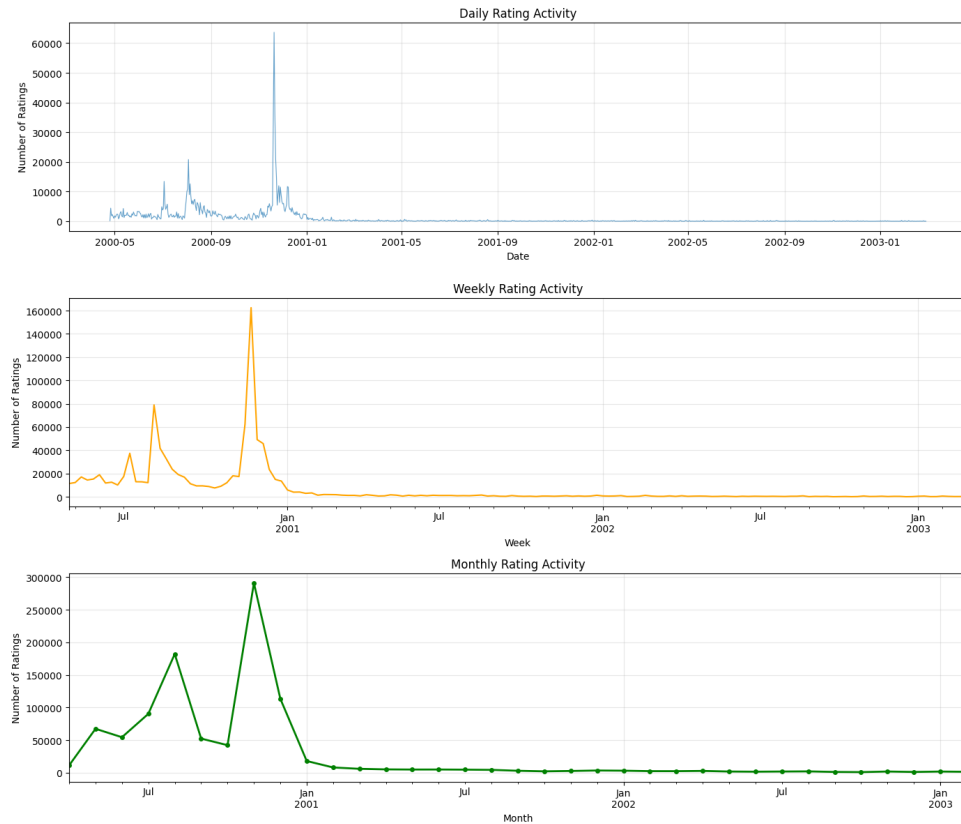 Daily Rating Activity
Number of Ratings
60000
50000
40000
30000
20000
10000
0
2000-05 2000-09 2001-01 2001-05 2001-09 2002-01 2002-05 2002-09 2003-01
Date
Weekly Rating Activity
Number of Ratings
160000
140000
120000
100000
80000
60000
40000
20000
0
Jul Jan Jul Jan Jul Jan
2001 2002 2003
Week
Monthly Rating Activity
Number of Ratings
300000
250000
200000
150000
100000
50000
0
Jul Jan Jul Jan Jul Jan
2001 2002 2003
Month